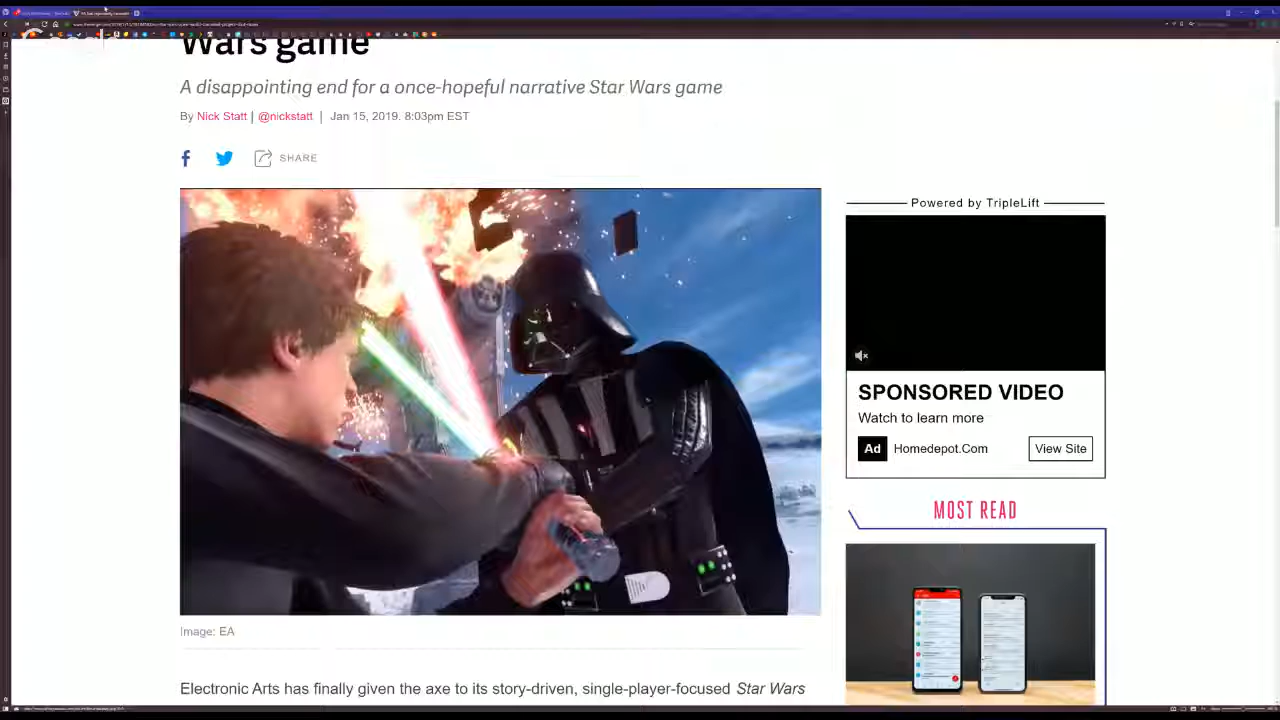 Wars game
A disappointing end for a once-hopeful narrative Star Wars game
By Nick Statt | @nickstatt | Jan 15, 2019, 8:03pm EST
SHARE
Powered by TripleLift
SPONSORED VIDEO
Watch to learn more
Ad Homedepot.Com View Site
MOST READ
Image: EA
Electronic Arts has finally given the axe to its story-driven, single-player-focused Star Wars